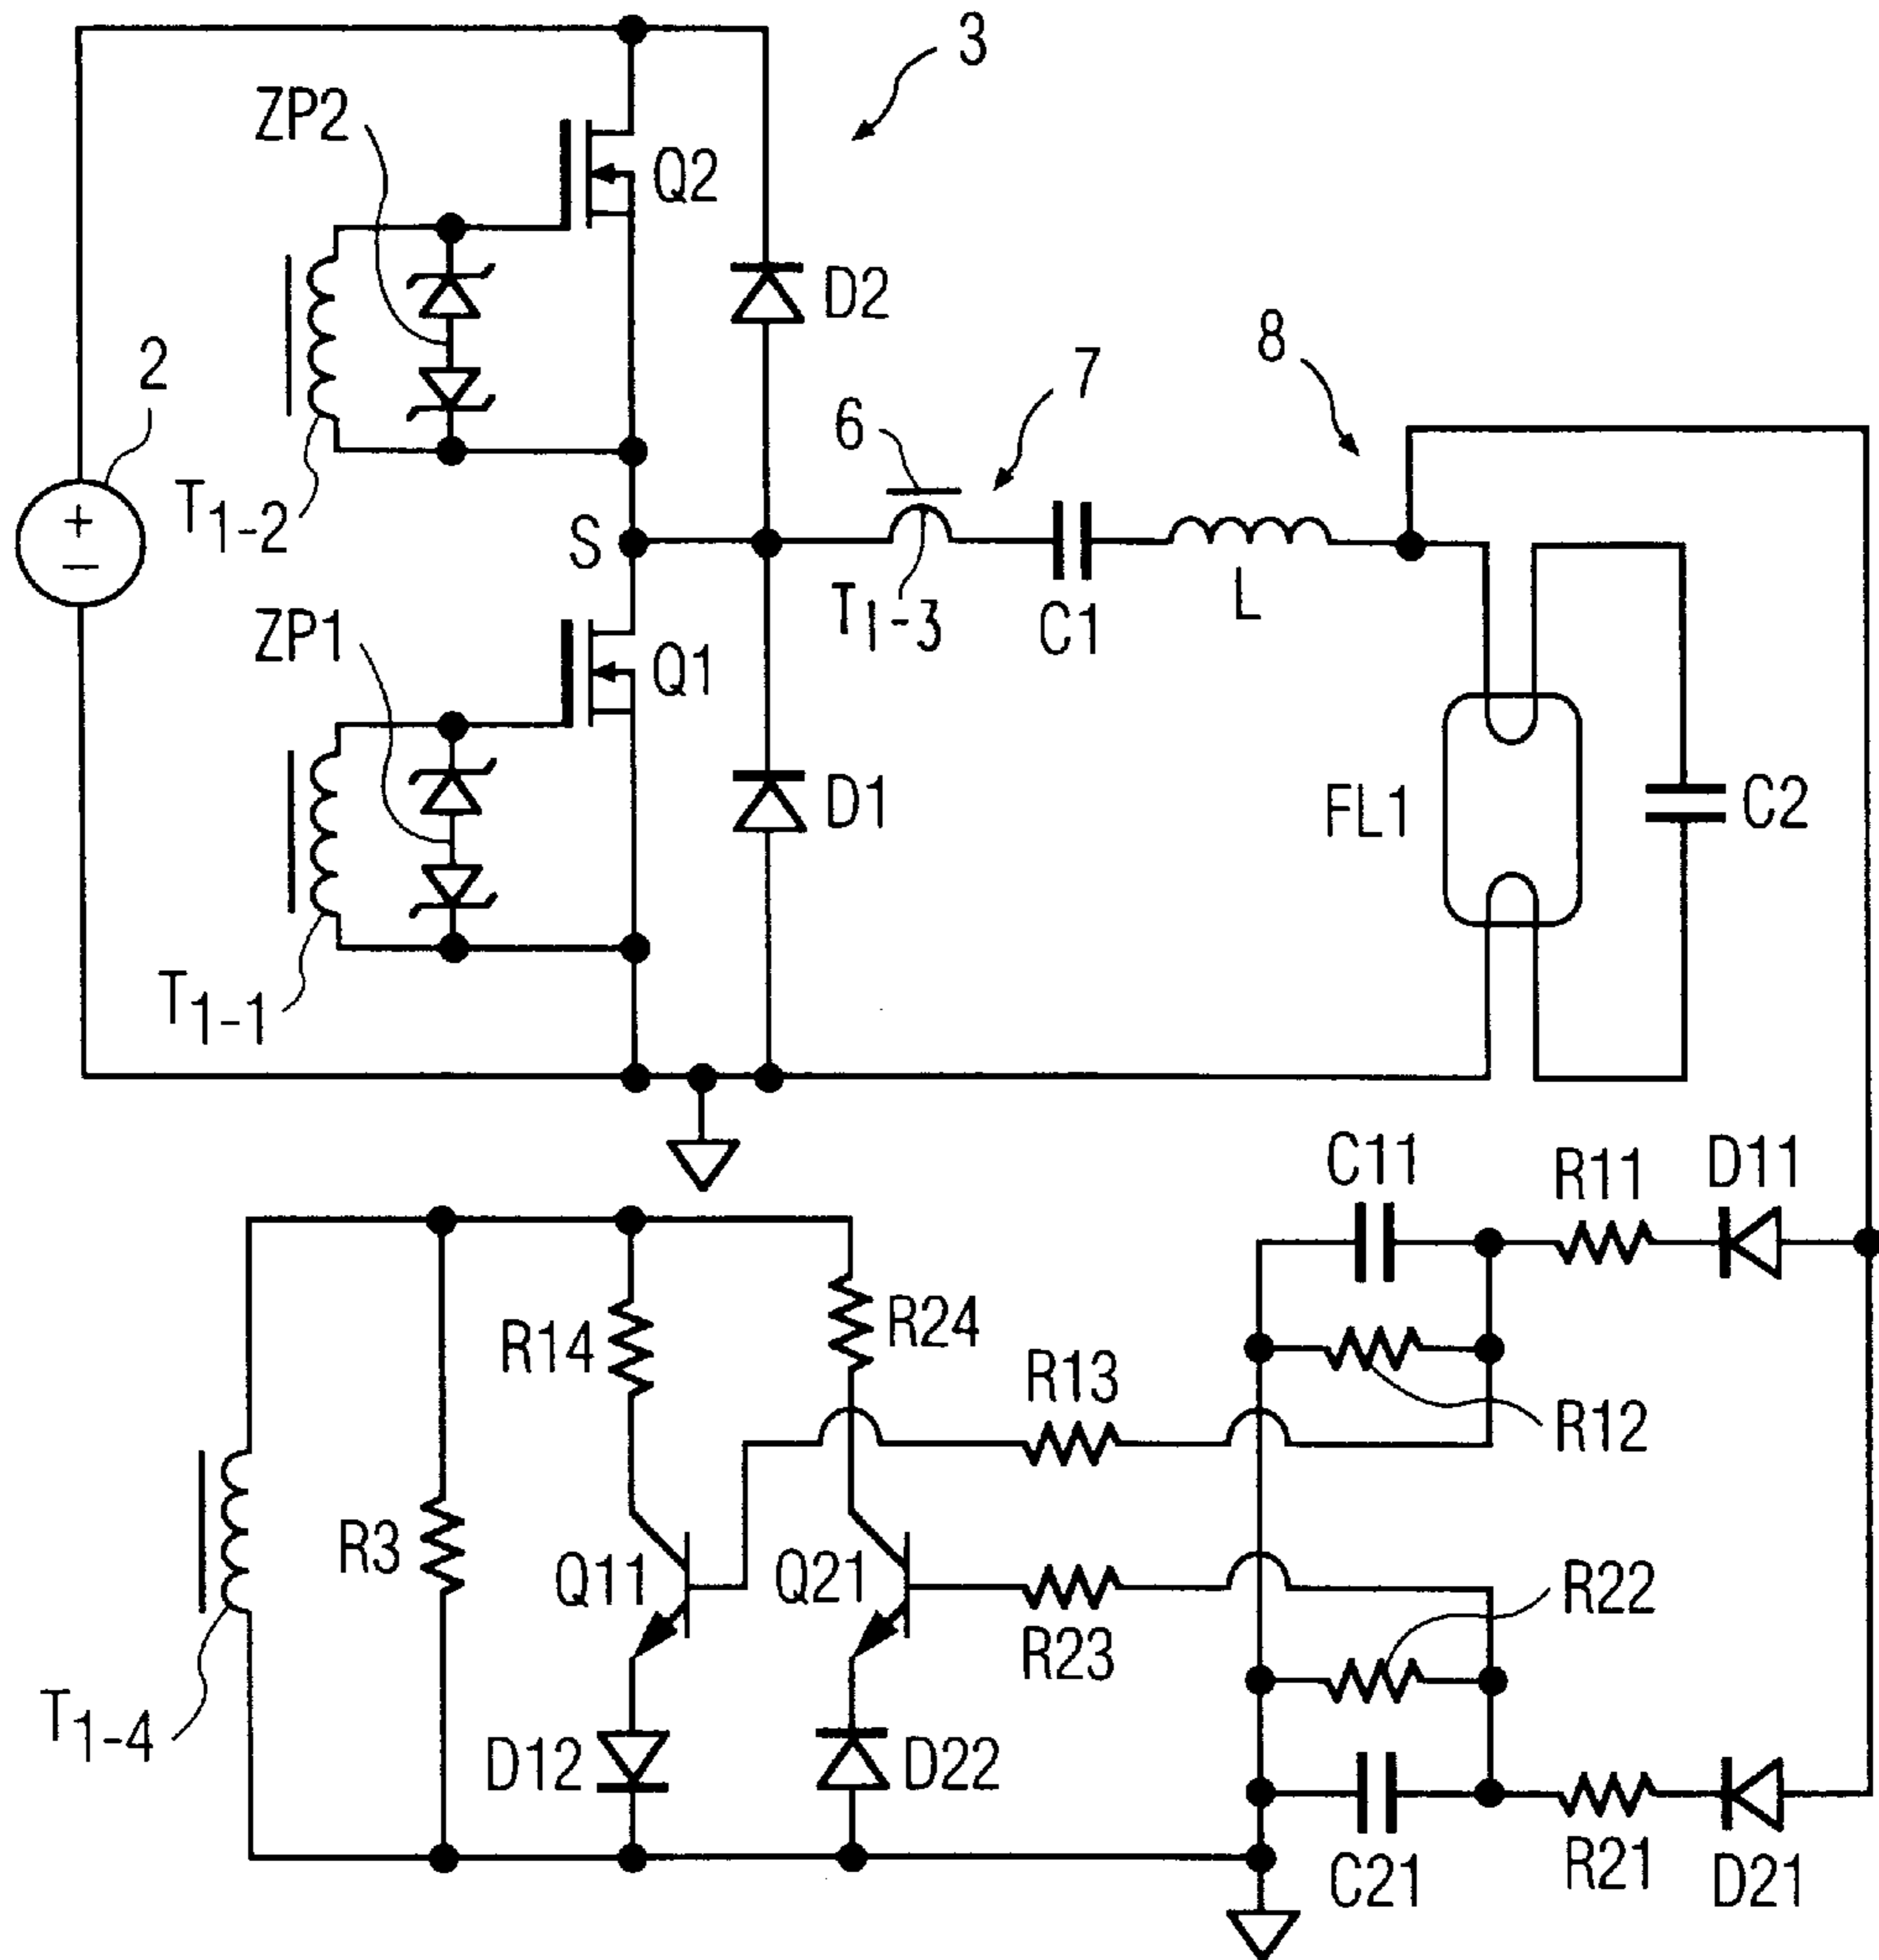 3
ZP2
Q2
D2
2
8
7
6
T1-2
S
T1-3
C1
L
ZP1
Q1
D1
FL1
C2
T1-1
C11
R11
D11
R14
R24
R13
R12
R3
Q11
Q21
R22
R23
T1-4
D12
D22
C21
R21
D21
+
−